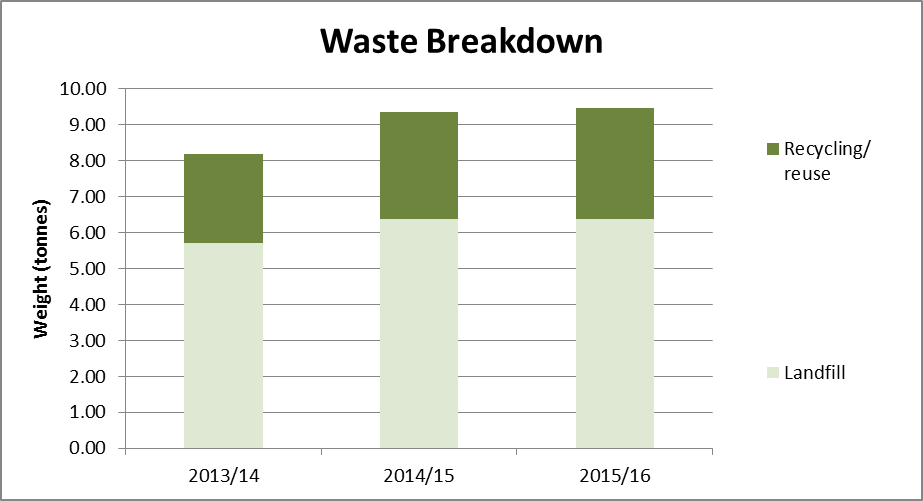 Waste Breakdown
10.00
9.00
8.00
7.00
6.00
5.00
4.00
3.00
2.00
1.00
0.00
Weight (tonnes)
2013/14
2014/15
2015/16
Recycling/
reuse
Landfill